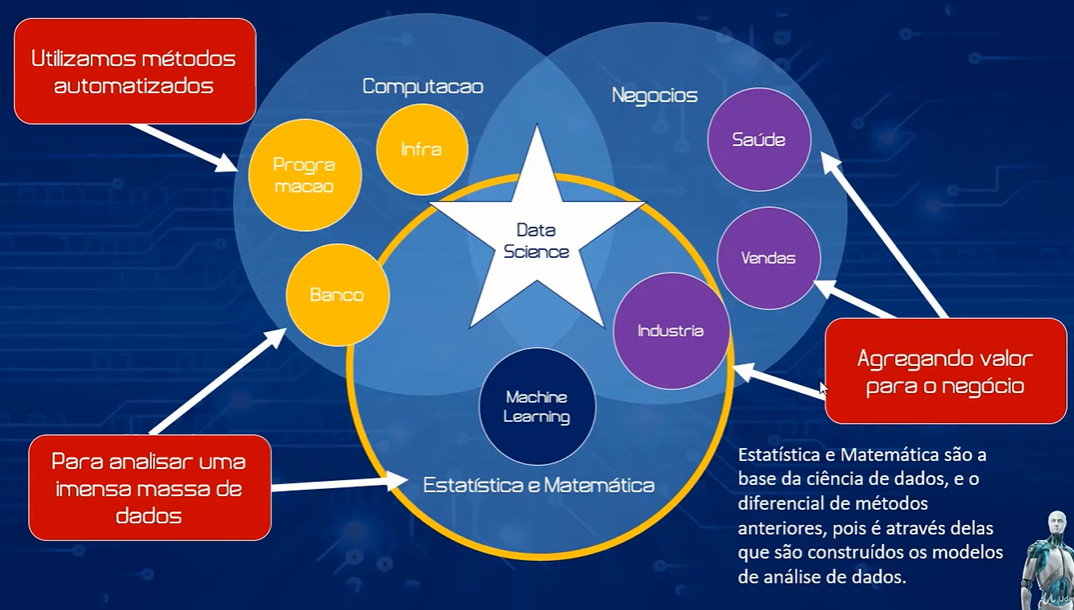 Utilizamos métodos
automatizados
Computacao
Negocios
Progra
macao
Infra
Saúde
Data
Science
Vendas
Banco
Industria
Machine
Learning
Agregando valor
para o negócio
Para analisar uma
imensa massa de
dados
Estatística e Matemática
Estatística e Matemática são a
base da ciência de dados, e o
diferencial de métodos
anteriores, pois é através delas
que são construídos os modelos
de análise de dados.